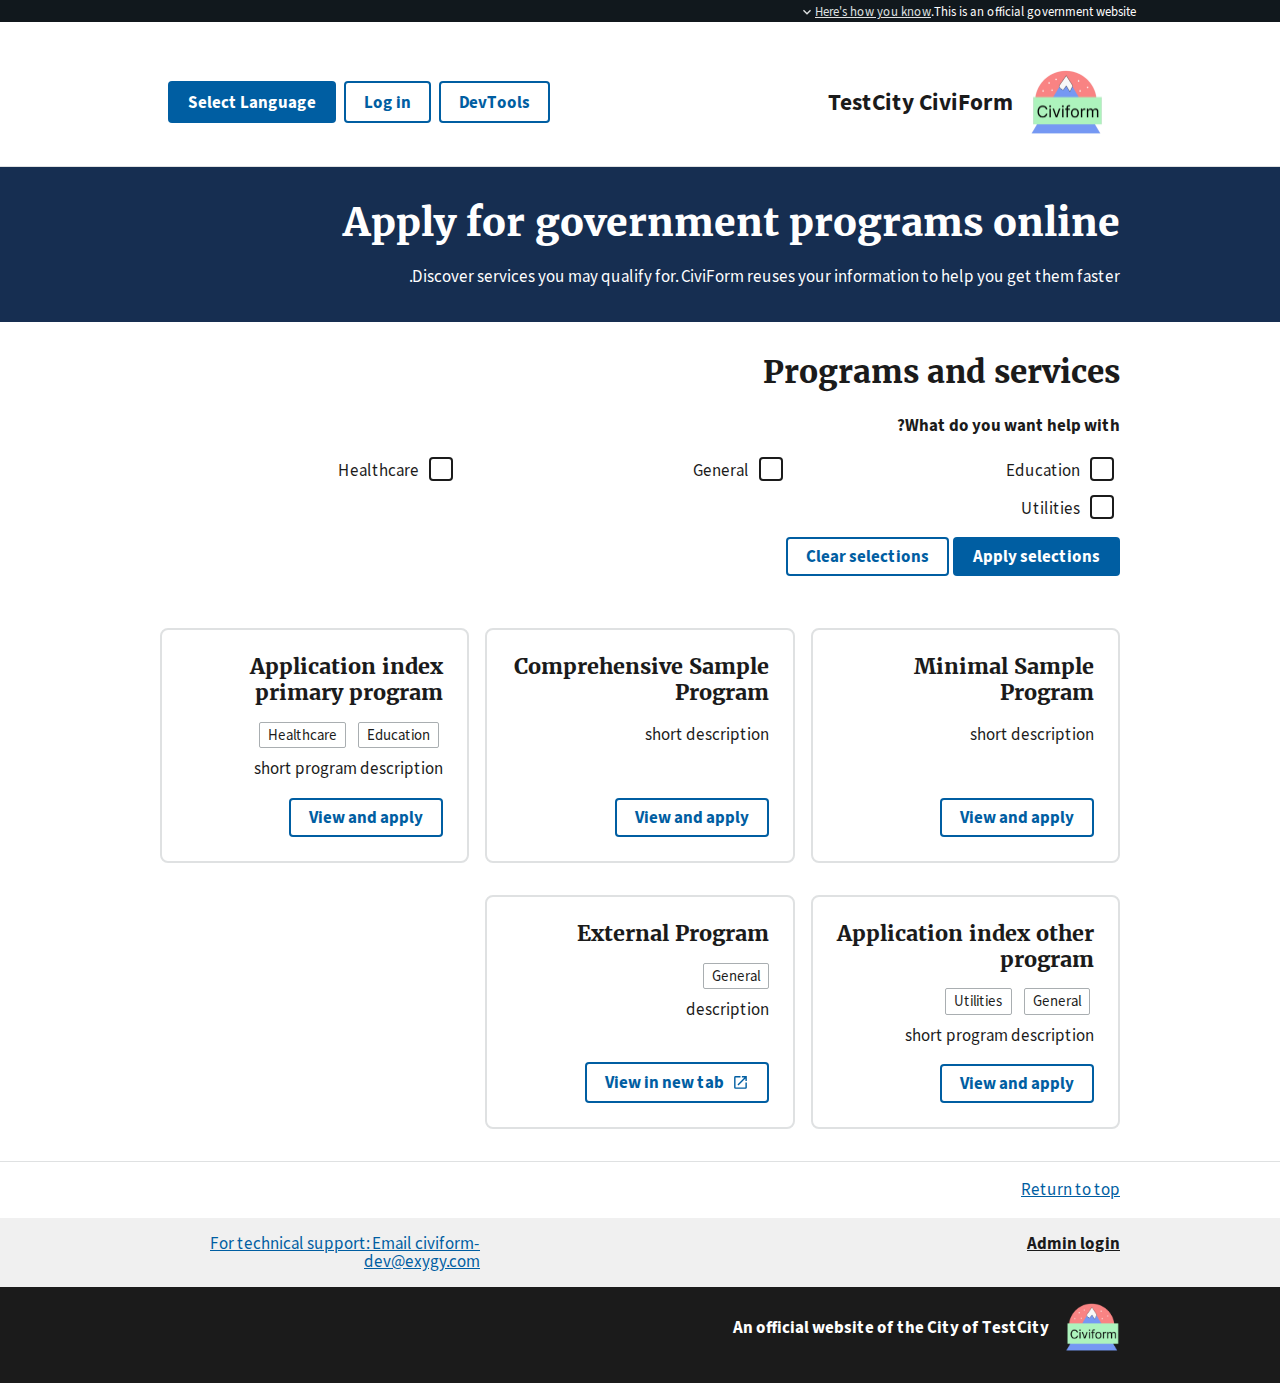 This is an official government website. Here's how you know
TestCity CiviForm
Civiform
Select Language
Log in
DevTools
Apply for government programs online
Discover services you may qualify for. CiviForm reuses your information to help you get them faster.
Programs and services
What do you want help with?
Education
General
Healthcare
Utilities
Apply selections
Clear selections
Minimal Sample
Program
short description
View and apply
Comprehensive Sample
Program
short description
View and apply
Application index
primary program
Education
Healthcare
short program description
View and apply
Application index other
program
General
Utilities
short program description
View and apply
External Program
General
description
View in new tab
Return to top
Admin login
For technical support: Email civiform-
dev@exygy.com
Civiform
An official website of the City of TestCity